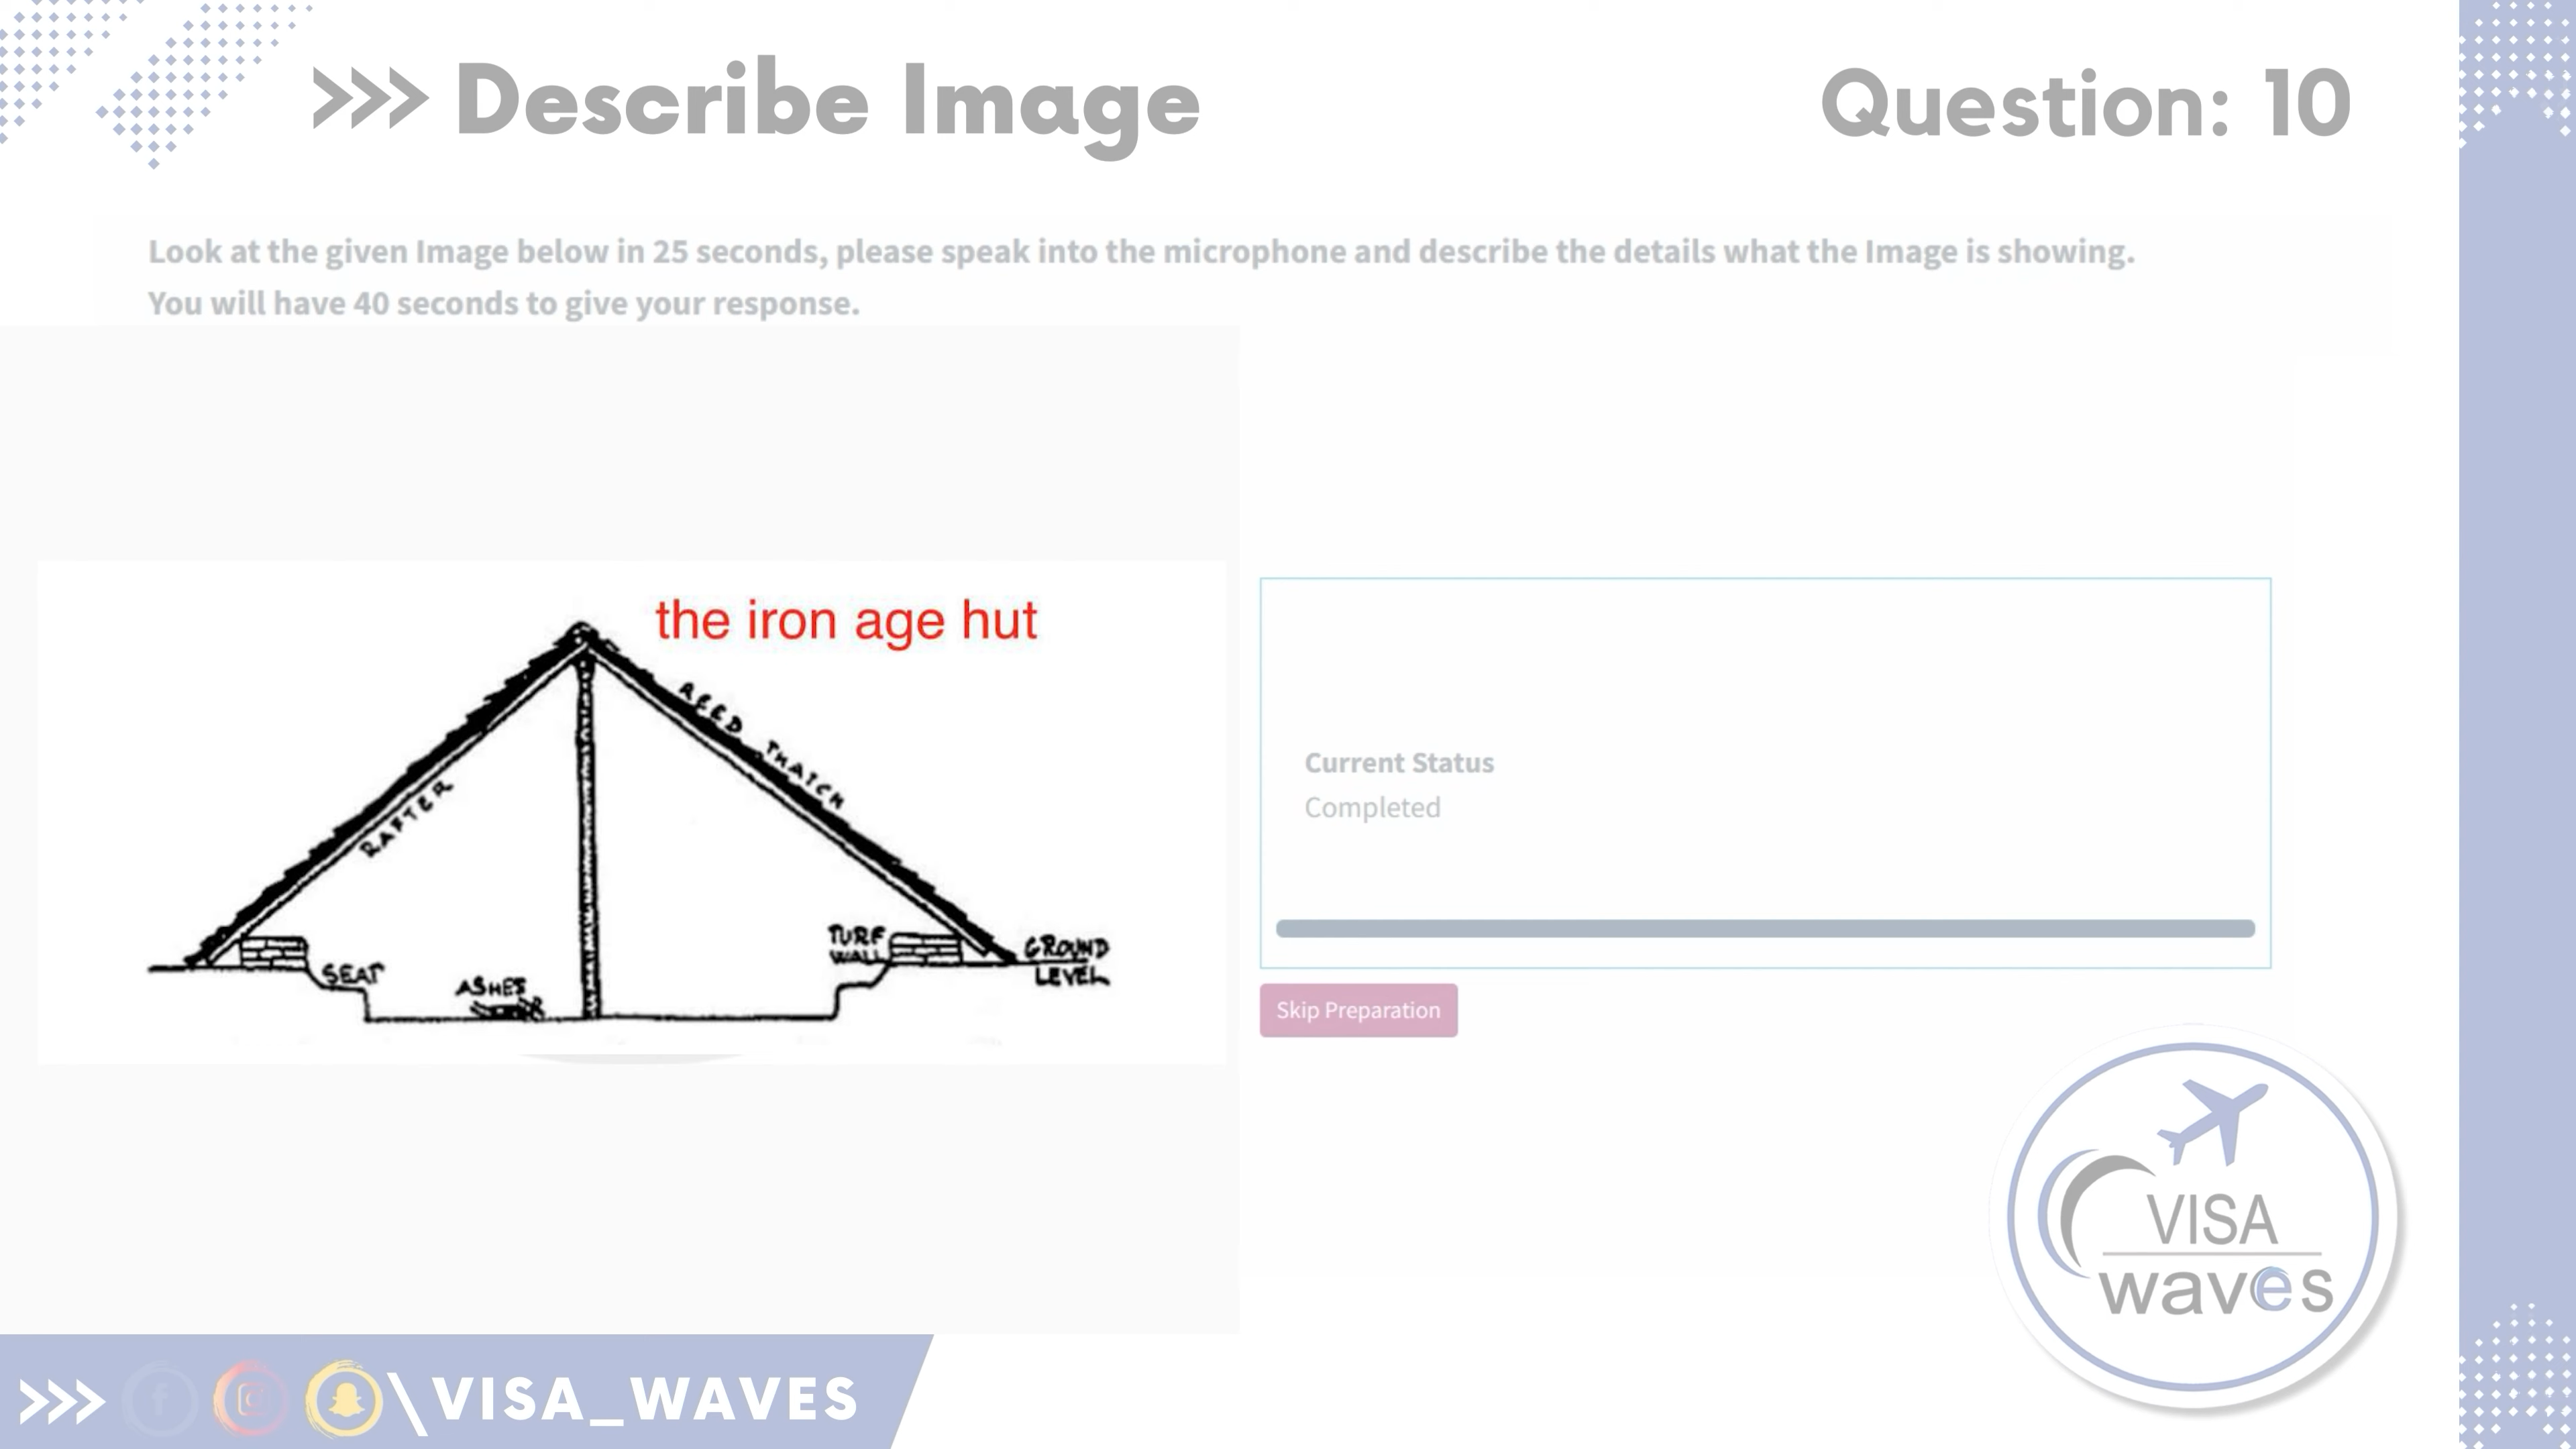 >>> Describe Image
Question: 10
Look at the given Image below in 25 seconds, please speak into the microphone and describe the details what the Image is showing.
You will have 40 seconds to give your response.
the iron age hut
REED THATCH
RAFTER
TURF
WALL
GROUND
LEVEL
SEAT
ASHES
Current Status
Completed
Skip Preparation
VISA
waves
>>> \VISA_WAVES